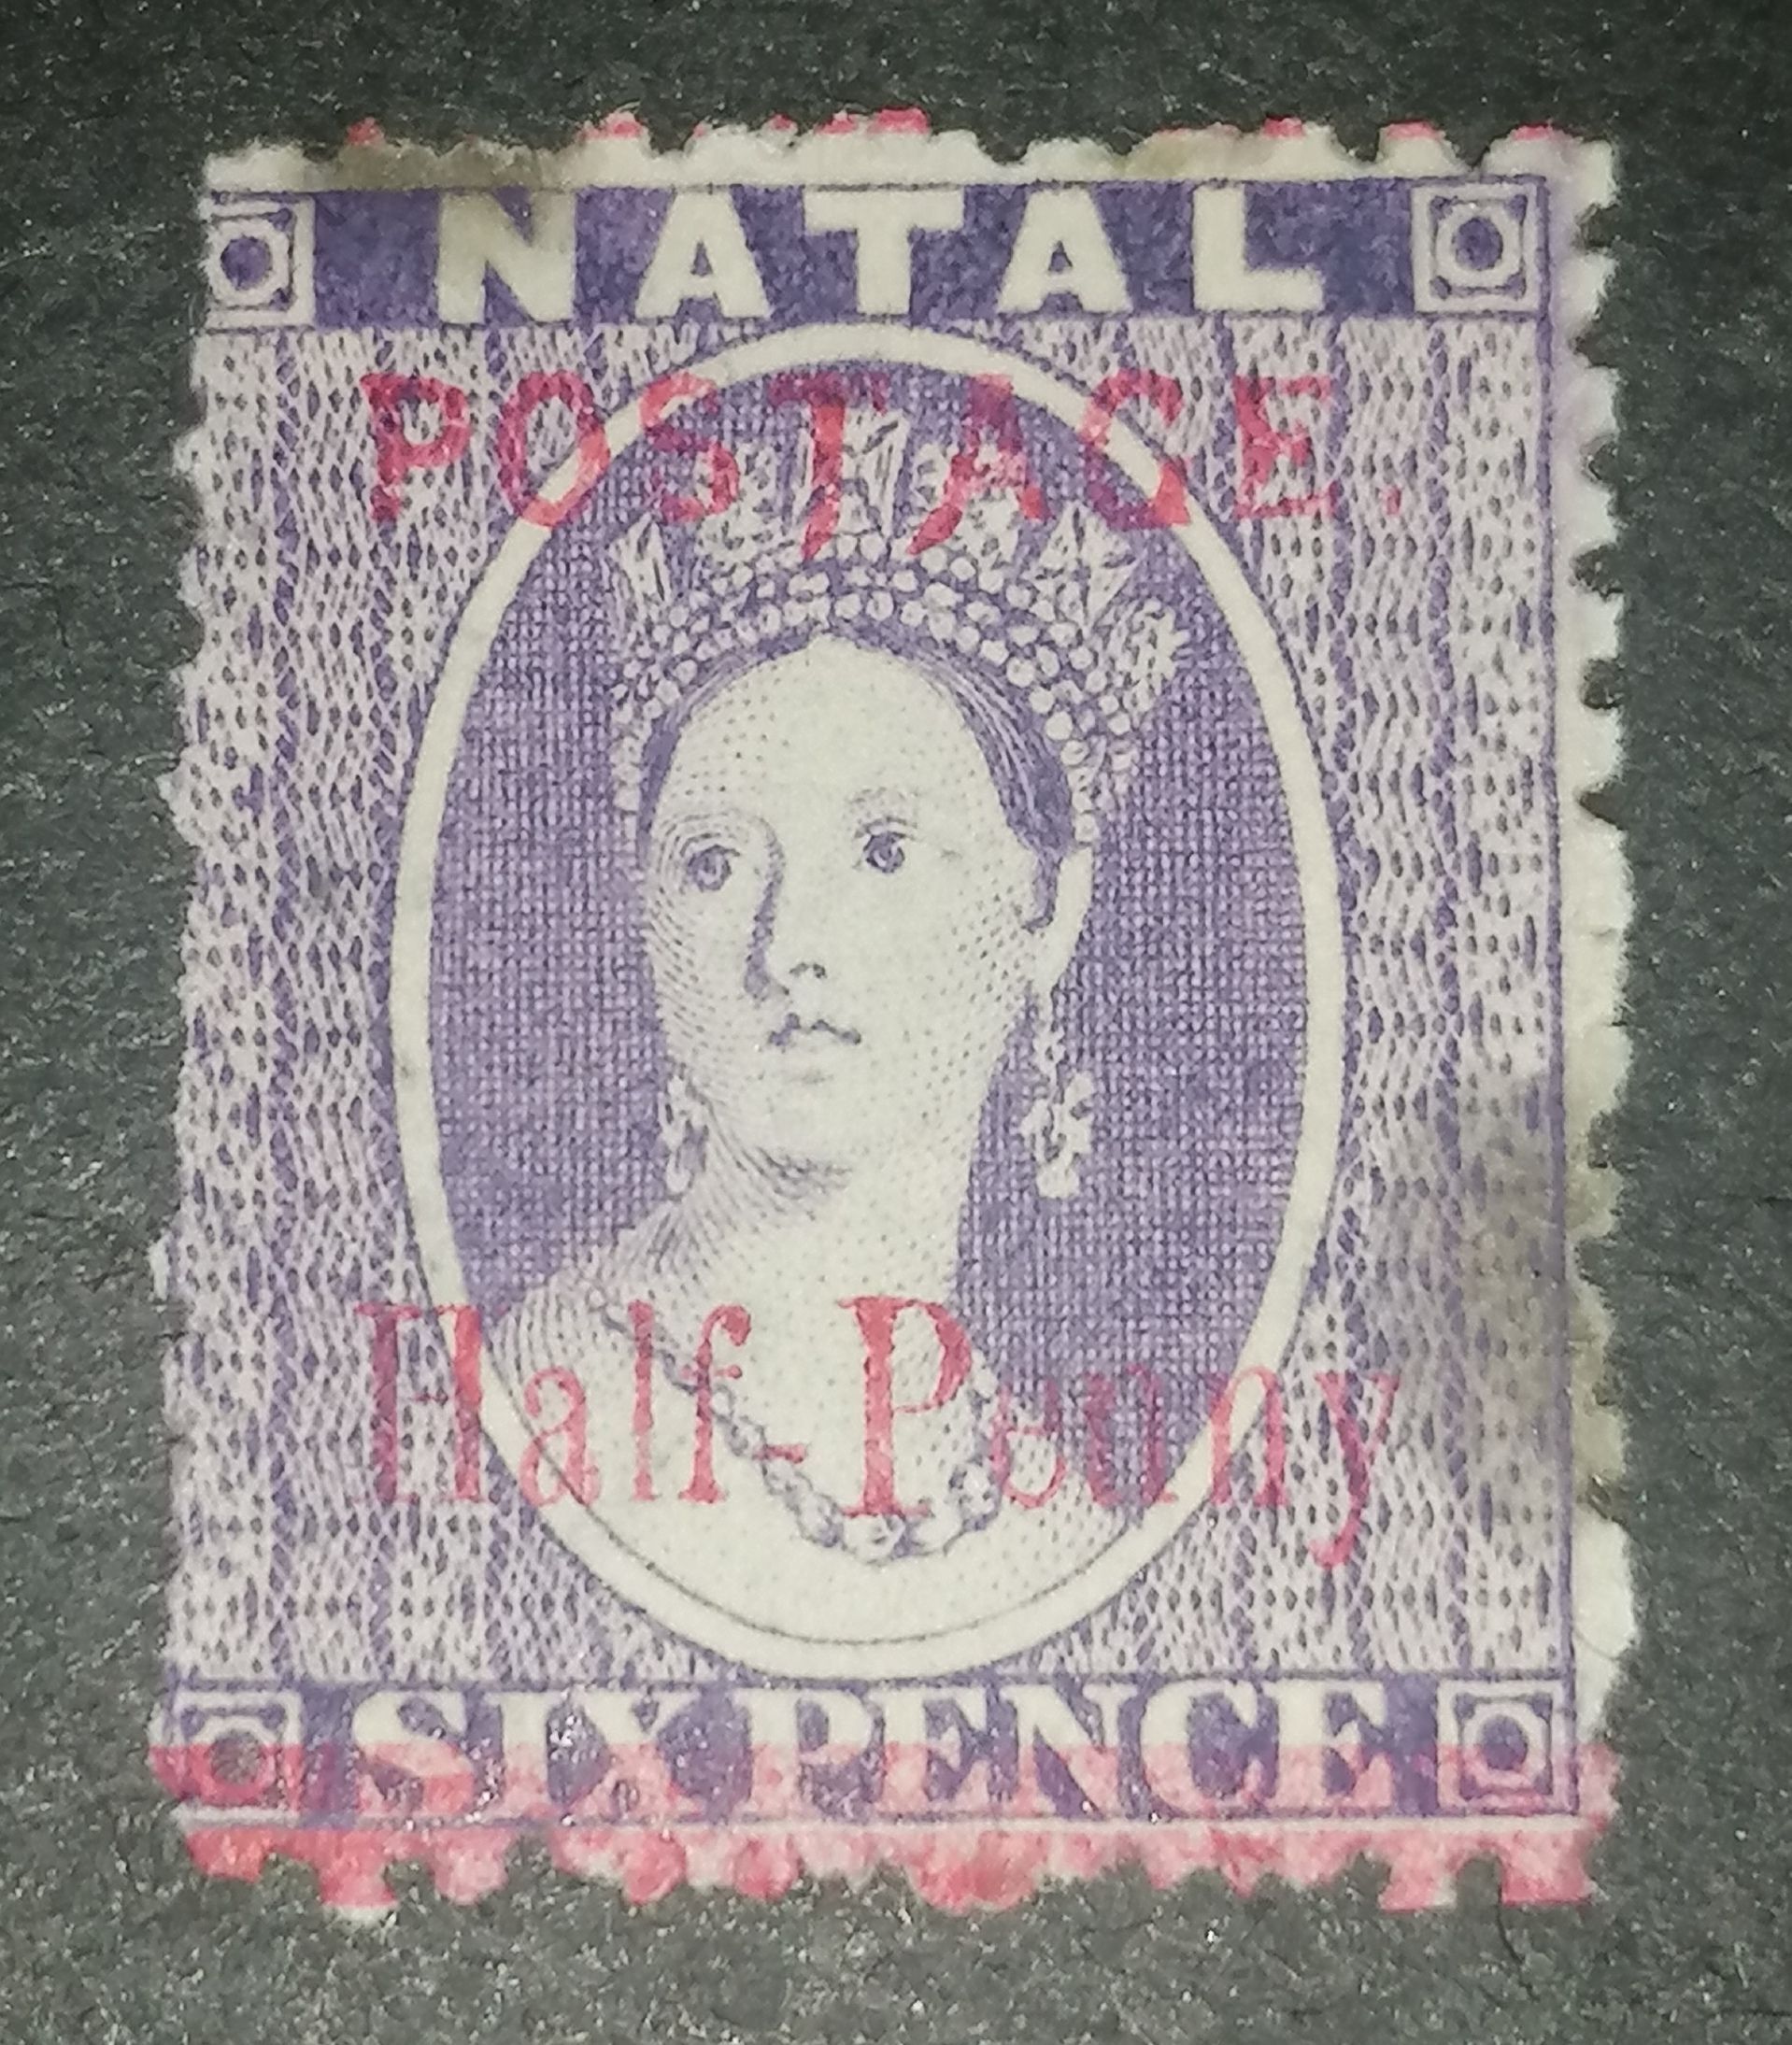 NATAL
POSTAGE.
Half-Penny
SIX PENCE